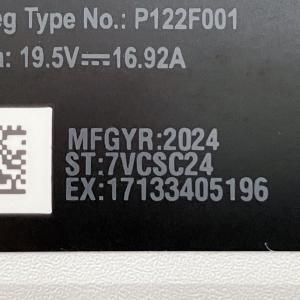 eg Type No.: P122F001
: 19.5V⎓16.92A
MFGYR:2024
ST:7VCSC24
EX:17133405196